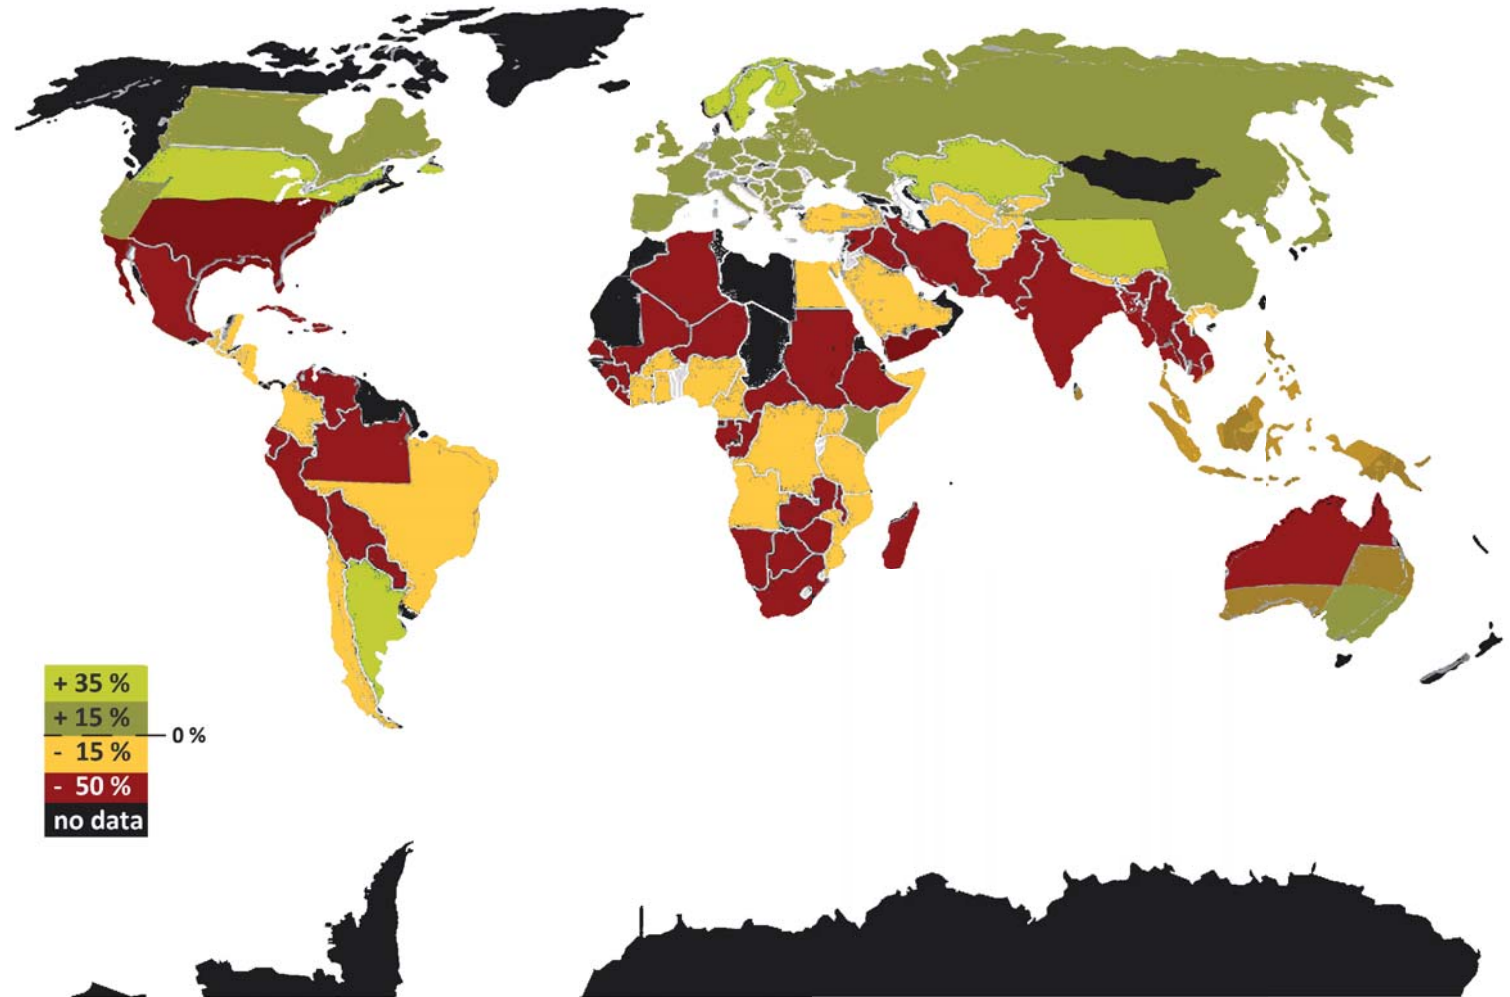 + 35 %
+ 15 %
0 %
- 15 %
- 50 %
no data